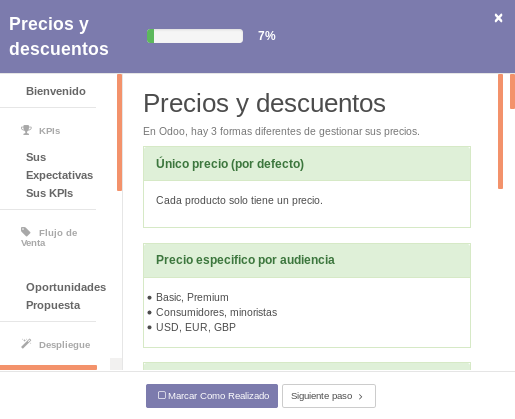 Precios y
descuentos
7%
×
Bienvenido
KPIs
Sus
Expectativas
Sus KPIs
Flujo de
Venta
Oportunidades
Propuesta
Despliegue
Precios y descuentos
En Odoo, hay 3 formas diferentes de gestionar sus precios.
Único precio (por defecto)
Cada producto solo tiene un precio.
Precio especifico por audiencia
• Basic, Premium
• Consumidores, minoristas
• USD, EUR, GBP
Marcar Como Realizado
Siguiente paso ›